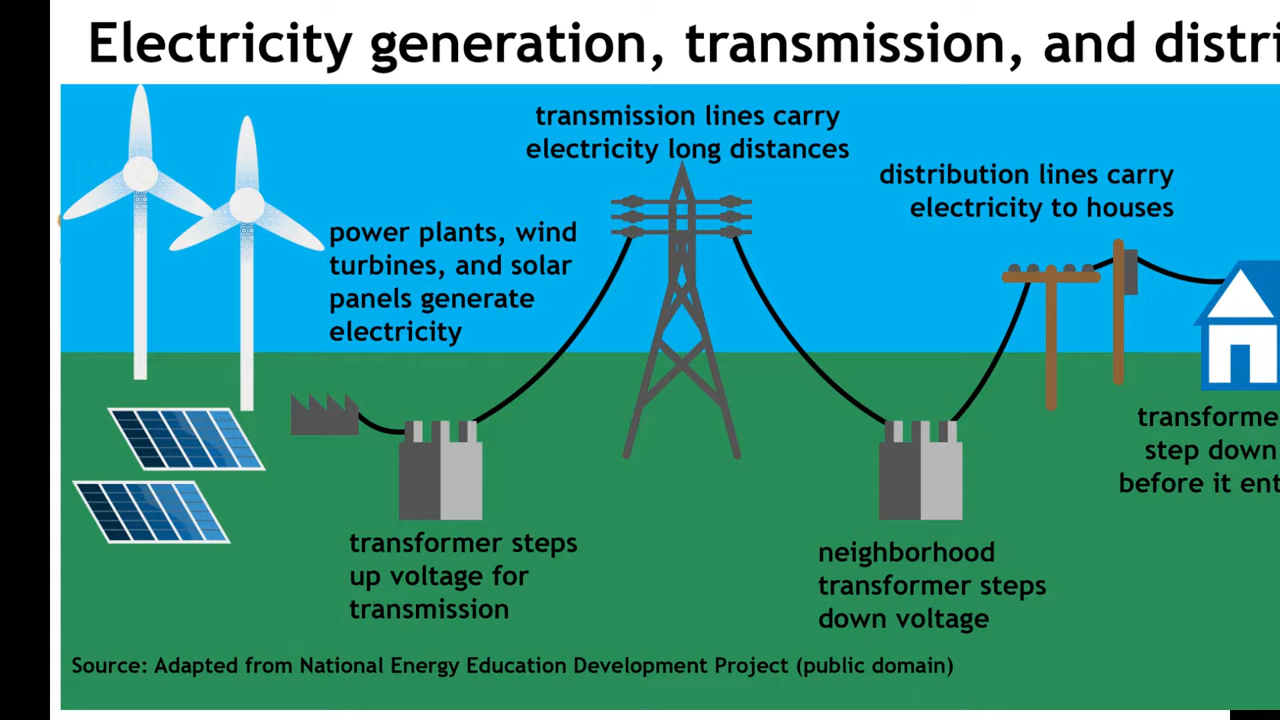 Electricity generation, transmission, and distri
transmission lines carry
electricity long distances
distribution lines carry
electricity to houses
power plants, wind
turbines, and solar
panels generate
electricity
transforme
step down
before it ent
transformer steps
up voltage for
transmission
neighborhood
transformer steps
down voltage
Source: Adapted from National Energy Education Development Project (public domain)